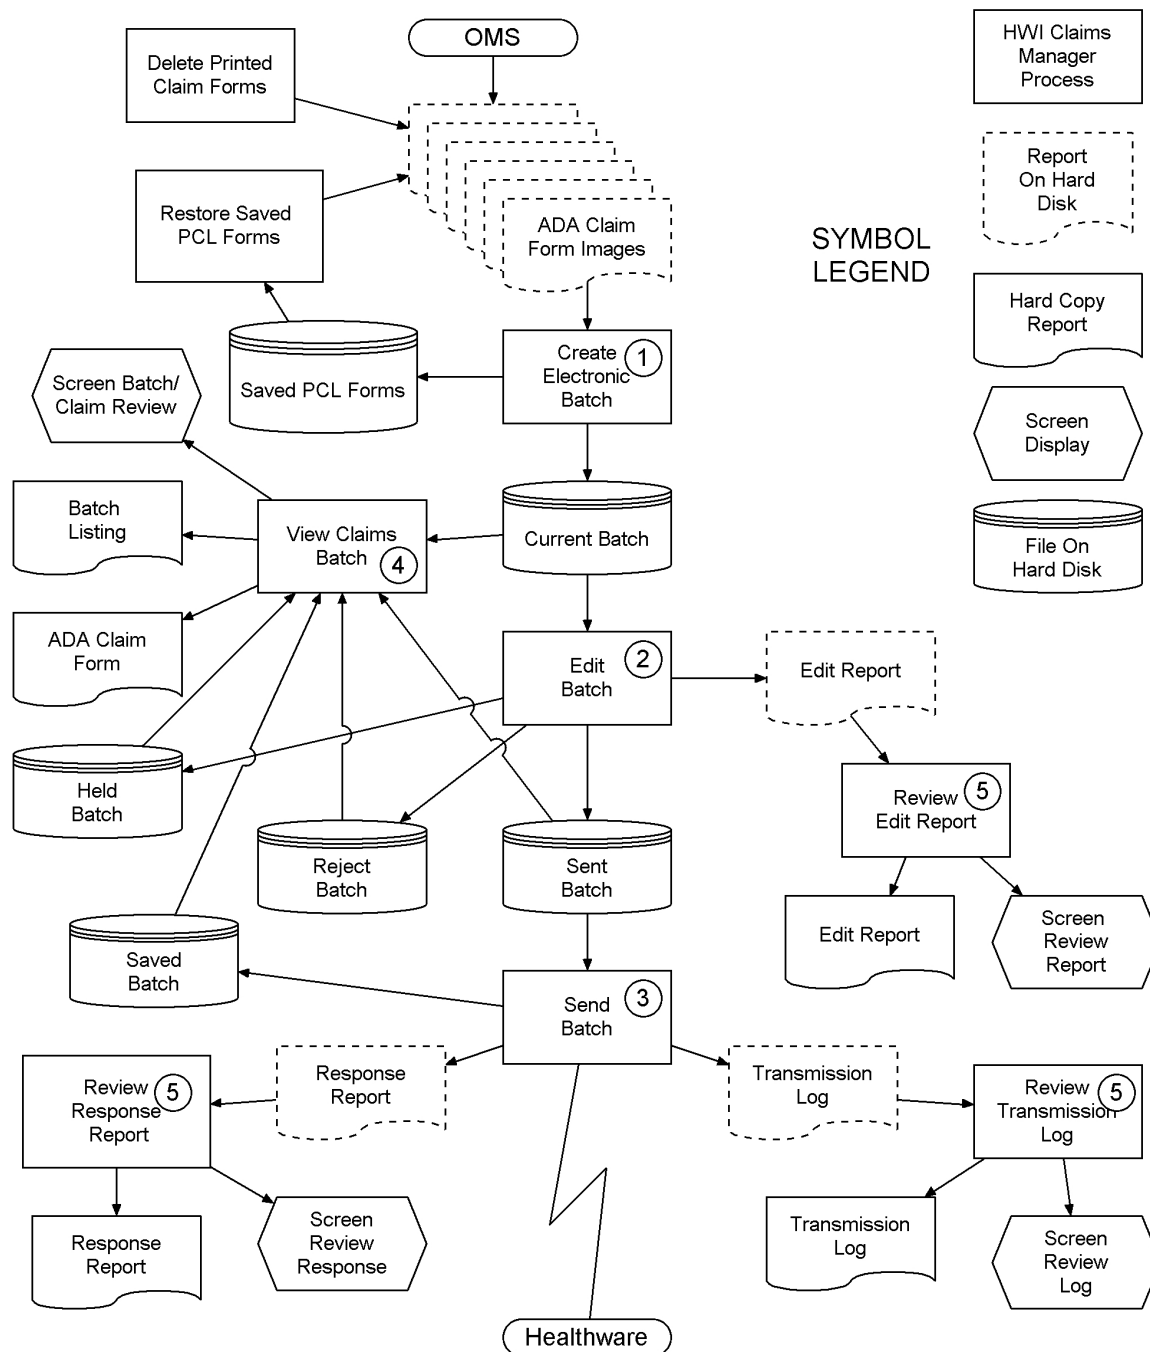 OMS
HWI Claims
Manager
Process
Delete Printed
Claim Forms
Report
On Hard
Disk
Restore Saved
PCL Forms
ADA Claim
Form Images
SYMBOL
LEGEND
Hard Copy
Report
Create
Electronic
Batch
1
Saved PCL Forms
Screen Batch/
Claim Review
Screen
Display
Batch
Listing
View Claims
Batch
4
Current Batch
File On
Hard Disk
ADA Claim
Form
Edit
Batch
2
Edit Report
Held
Batch
Review
Edit Report
5
Reject
Batch
Sent
Batch
Edit Report
Screen
Review
Report
Saved
Batch
Send
Batch
3
Review
Response
Report
5
Response
Report
Transmission
Log
Review
Transmission
Log
5
Response
Report
Screen
Review
Response
Transmission
Log
Screen
Review
Log
Healthware